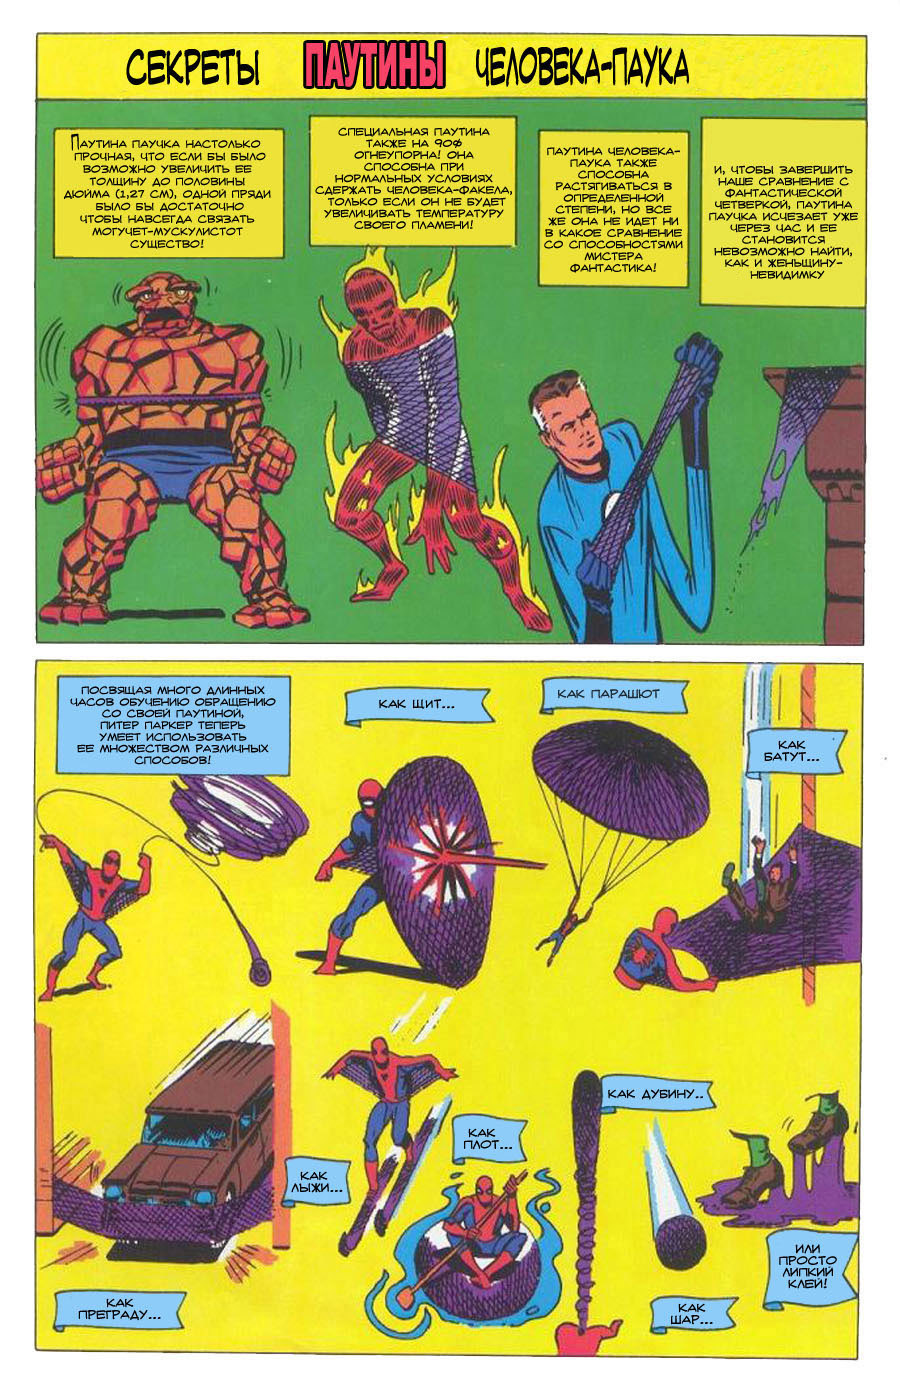 СЕКРЕТЫ ПАУТИНЫ ЧЕЛОВЕКА-ПАУКА
ПАУТИНА ПАУЧКА НАСТОЛЬКО
ПРОЧНАЯ, ЧТО ЕСЛИ БЫ БЫЛО
ВОЗМОЖНО УВЕЛИЧИТЬ ЕЕ
ТОЛЩИНУ ДО ПОЛОВИНЫ
ДЮЙМА (1,27 СМ), ОДНОЙ ПРЯДИ
БЫЛО БЫ ДОСТАТОЧНО
ЧТОБЫ НАВСЕГДА СВЯЗАТЬ
МОГУЧЕТ-МУСКУЛИСТОТ
СУЩЕСТВО!
СПЕЦИАЛЬНАЯ ПАУТИНА
ТАКЖЕ НА 90%
ОГНЕУПОРНА! ОНА
СПОСОБНА ПРИ
НОРМАЛЬНЫХ УСЛОВИЯХ
СДЕРЖАТЬ ЧЕЛОВЕКА-ФАКЕЛА,
ТОЛЬКО ЕСЛИ ОН НЕ БУДЕТ
УВЕЛИЧИВАТЬ ТЕМПЕРАТУРУ
СВОЕГО ПЛАМЕНИ!
ПАУТИНА ЧЕЛОВЕКА-
ПАУКА ТАКЖЕ
СПОСОБНА
РАСТЯГИВАТЬСЯ В
ОПРЕДЕЛЕННОЙ
СТЕПЕНИ, НО ВСЕ
ЖЕ ОНА НЕ ИДЕТ НИ
В КАКОЕ СРАВНЕНИЕ
СО СПОСОБНОСТЯМИ
МИСТЕРА
ФАНТАСТИКА!
И, ЧТОБЫ ЗАВЕРШИТЬ
НАШЕ СРАВНЕНИЕ С
ФАНТАСТИЧЕСКОЙ
ЧЕТВЕРКОЙ, ПАУТИНА
ПАУЧКА ИСЧЕЗАЕТ УЖЕ
ЧЕРЕЗ ЧАС И ЕЕ
СТАНОВИТСЯ
НЕВОЗМОЖНО НАЙТИ,
КАК И ЖЕНЬЩИНУ-
НЕВИДИМКУ
ПОСВЯЩАЯ МНОГО ДЛИННЫХ
ЧАСОВ ОБУЧЕНИЮ ОБРАЩЕНИЮ
СО СВОЕЙ ПАУТИНОЙ,
ПИТЕР ПАРКЕР ТЕПЕРЬ
УМЕЕТ ИСПОЛЬЗОВАТЬ
ЕЕ МНОЖЕСТВОМ РАЗЛИЧНЫХ
СПОСОБОВ!
КАК ЩИТ...
КАК ПАРАШЮТ
КАК
БАТУТ...
КАК
ПРЕГРАДУ...
КАК
ЛЫЖИ...
КАК
ПЛОТ...
КАК ДУБИНУ..
КАК
ШАР...
ИЛИ
ПРОСТО
ЛИПКИЙ
КЛЕЙ!